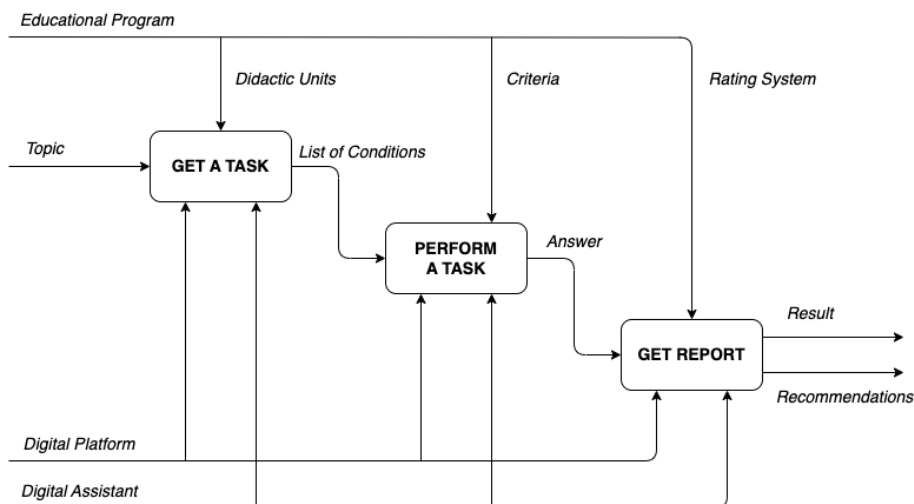 Educational Program
Didactic Units
Criteria
Rating System
Topic
GET A TASK
List of Conditions
PERFORM
A TASK
Answer
GET REPORT
Result
Recommendations
Digital Platform
Digital Assistant